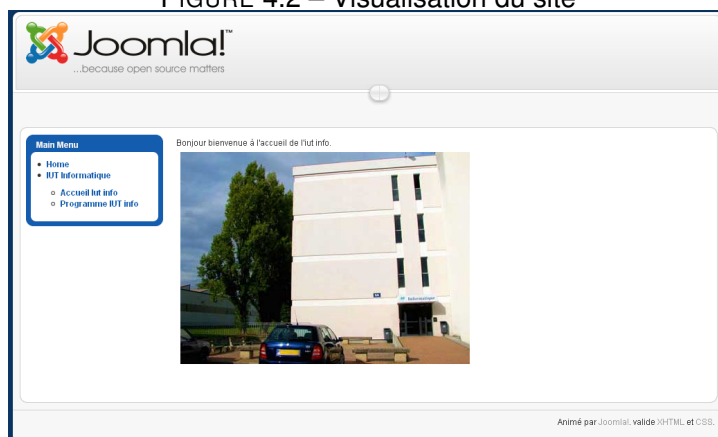 FIGURE 4.2 – Visualisation du site
Joomla!™
...because open source matters
Main Menu
Home
IUT Informatique
Accueil Iut info
Programme IUT info
Bonjour bienvenue à l'accueil de l'Iut info.
Animé par Joomla!. valide XHTML et CSS.